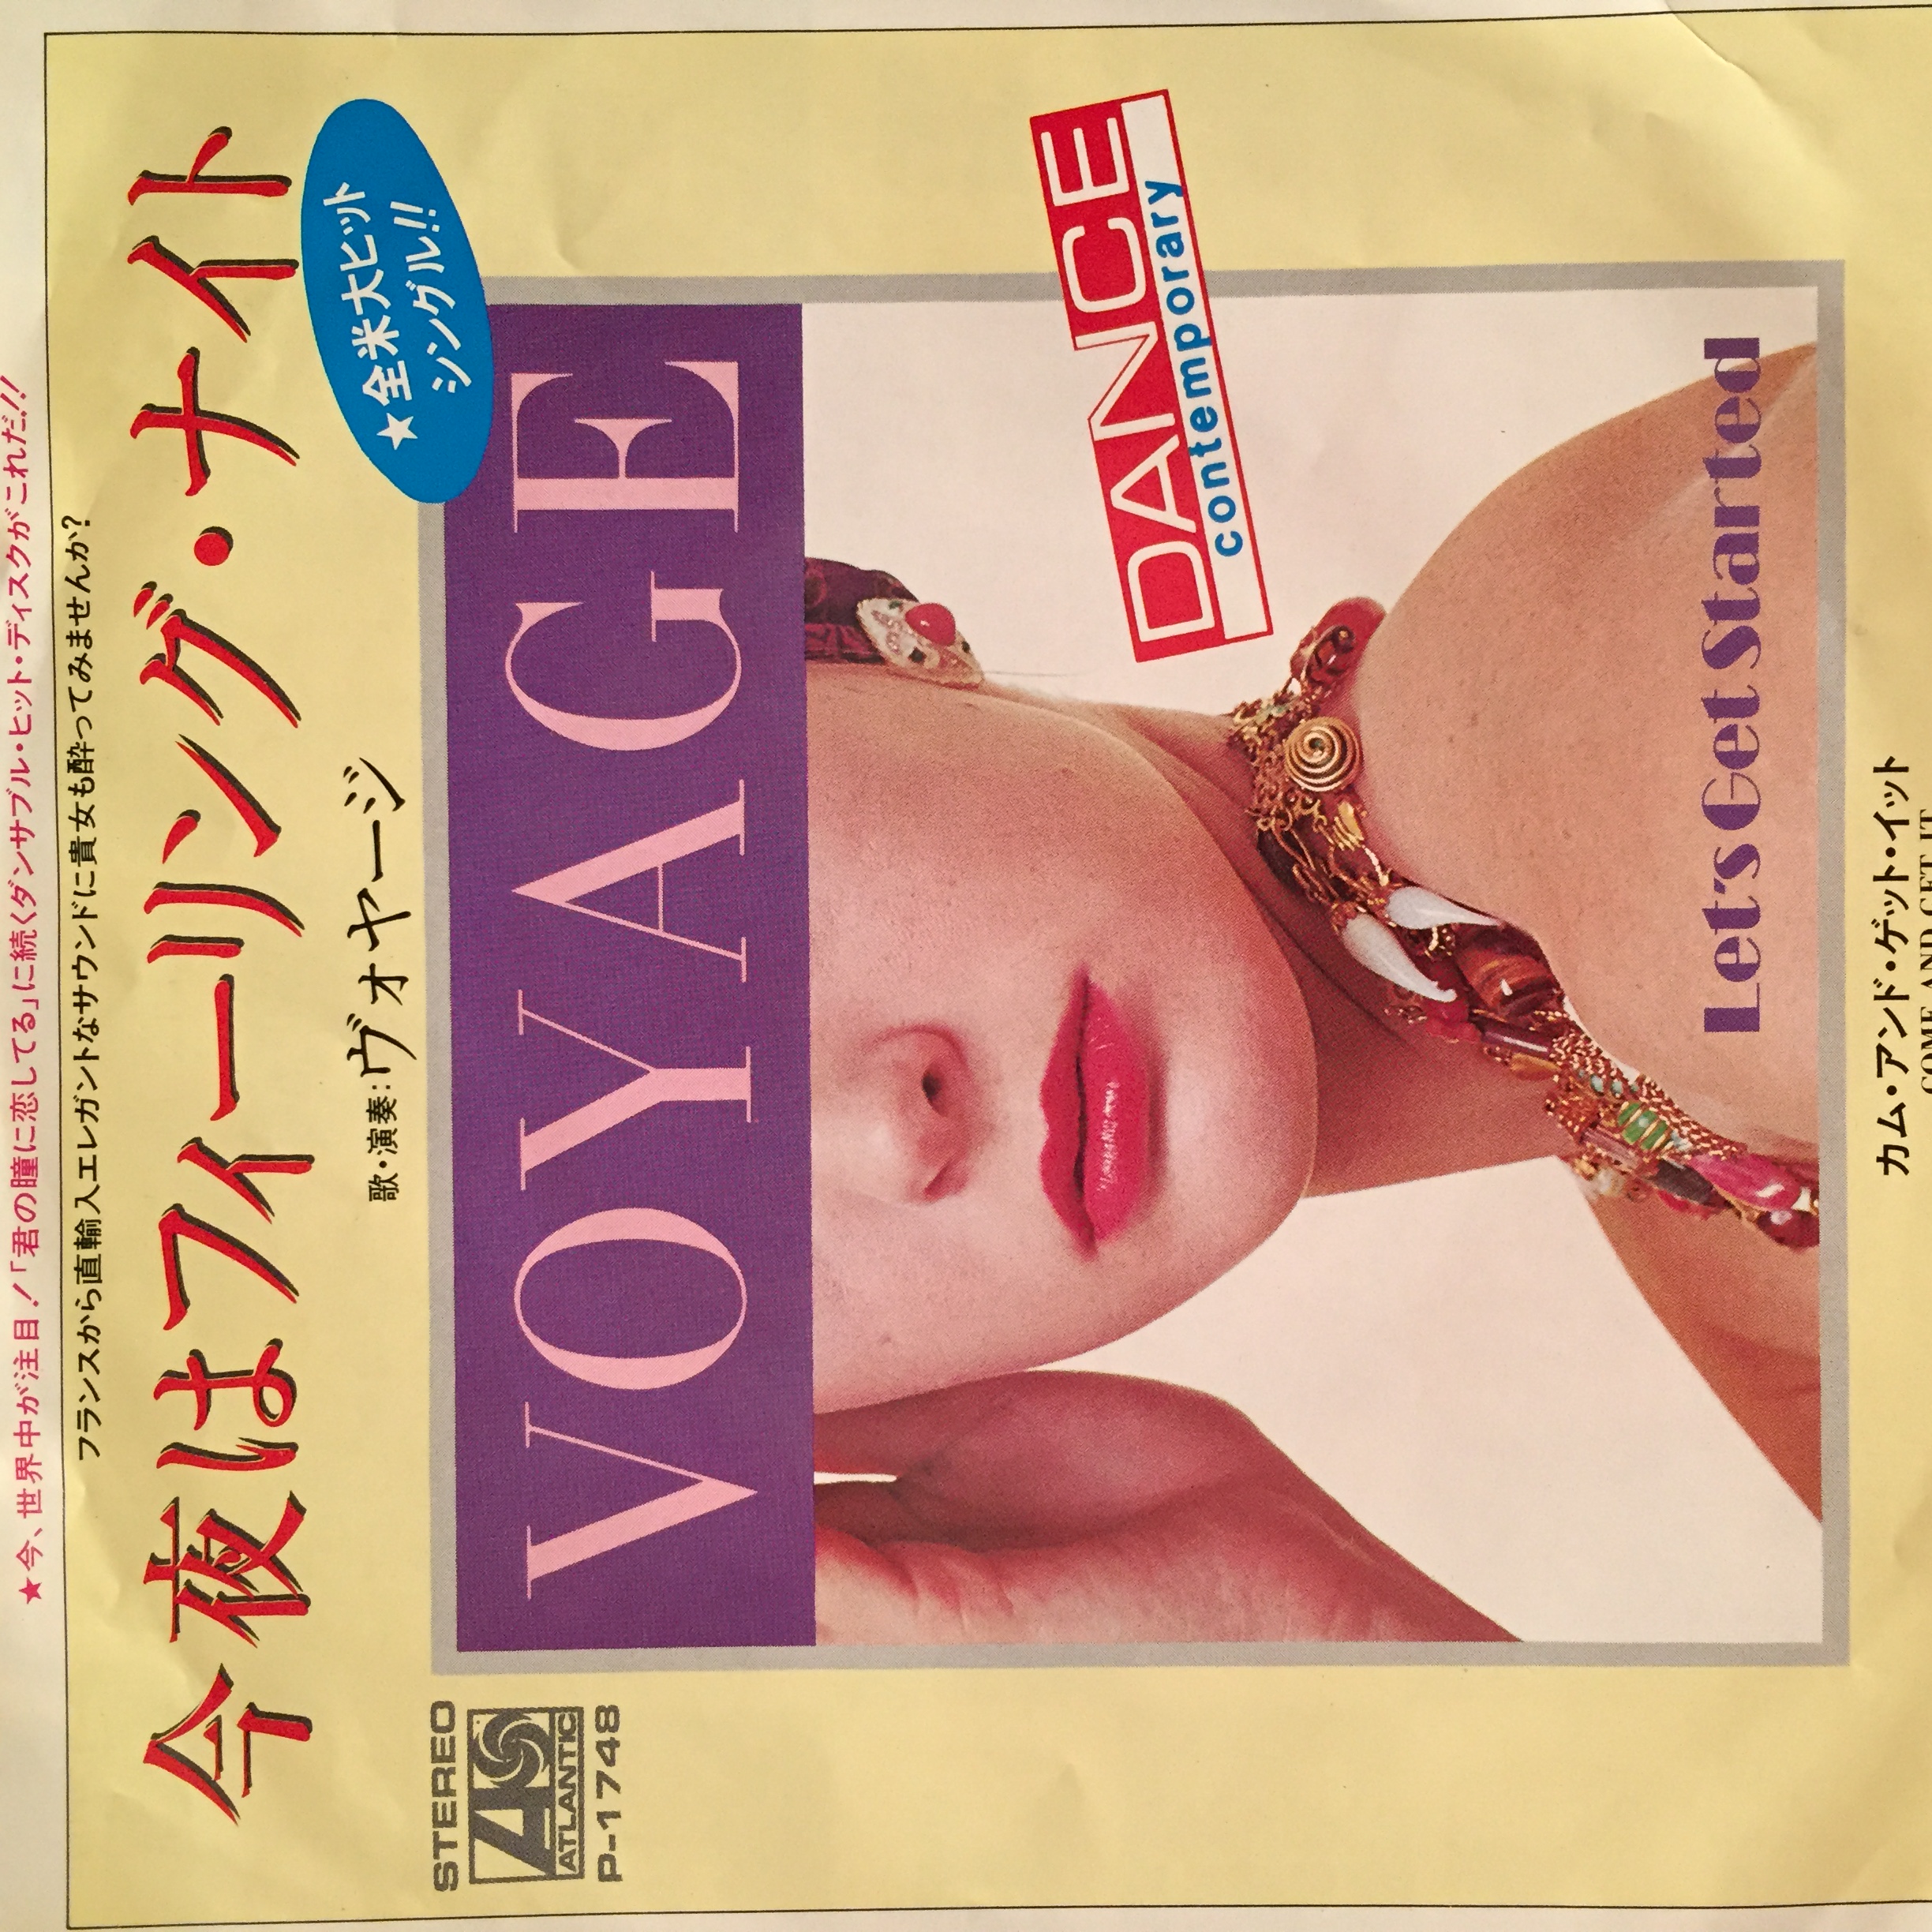 ★今、世界中が注目!「君の瞳に恋してる」に続くダンサブル・ヒット・ディスクがこれだ!!
フランスから直輸入エレガントなサウンドに貴女も酔ってみませんか?
今夜はフィーリング・ナイト
★全米大ヒット
シングル!!
歌・演奏:ヴォヤージ
STEREO
ATLANTIC
P-1748
VOYAGE
DANCE
contemporary
Let's Get Started
カム・アンド・ゲット・イット
COME AND GET IT